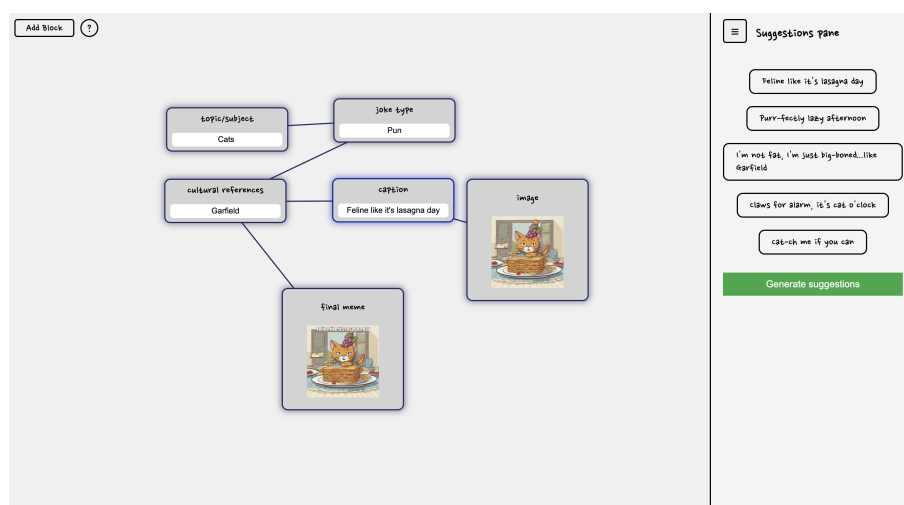 Add Block
?
Suggestions pane
topic/subject
Cats
joke type
Pun
cultural references
Garfield
caption
Feline like it's lasagna day
image
final meme
Feline like it's lasagna day
Purr-fectly lazy afternoon
I'm not fat, I'm just big-boned...like
Garfield
claws for alarm, it's cat o'clock
cat-ch me if you can
Generate suggestions